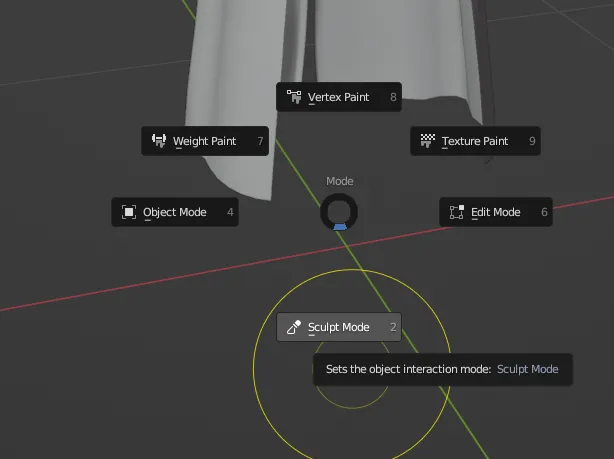 Vertex Paint 8
Weight Paint 7
Texture Paint 9
Mode
Object Mode 4
Edit Mode 6
Sculpt Mode 2
Sets the object interaction mode: Sculpt Mode